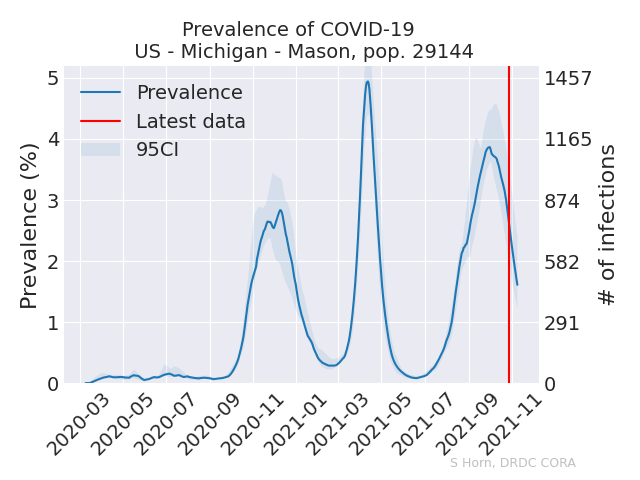 Prevalence of COVID-19
US - Michigan - Mason, pop. 29144
Prevalence
Latest data
95CI
Prevalence (%)
5
4
3
2
1
0
1457
1165
874
582
291
0
# of infections
2020-03
2020-05
2020-07
2020-09
2020-11
2021-01
2021-03
2021-05
2021-07
2021-09
2021-11
S Horn, DRDC CORA